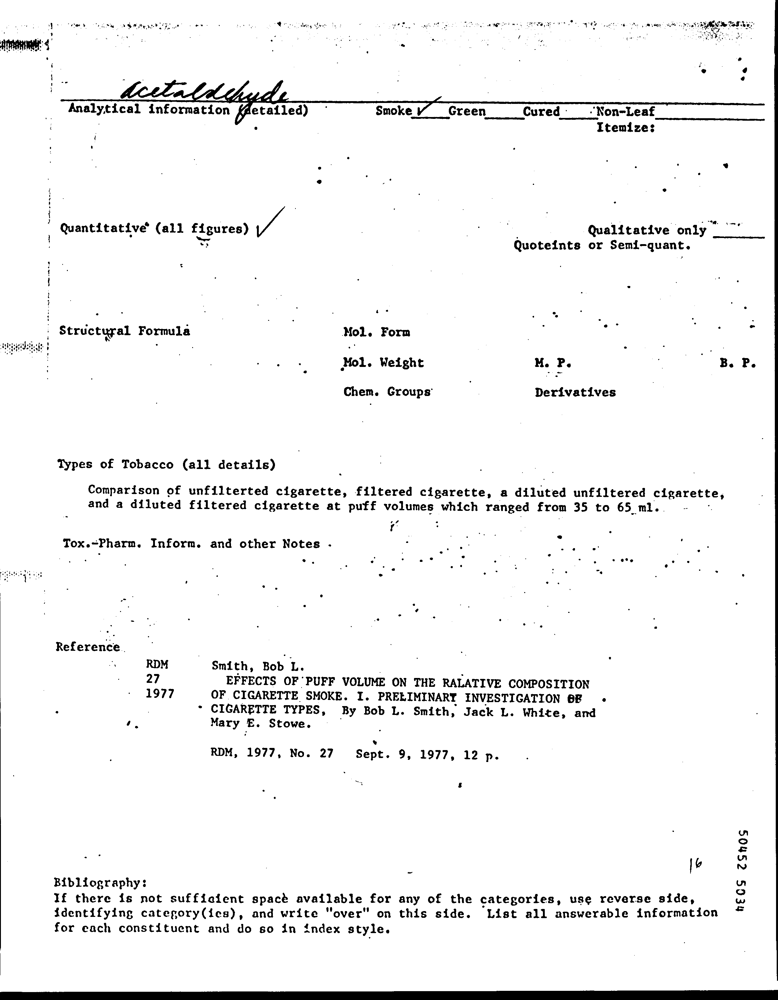 acetaldehyde
Analytical information (detailed) Smoke ✓ Green Cured Non-Leaf
Itemize:
Quantitative (all figures) ✓ Qualitative only
Quoteints or Semi-quant.
Structural Formula Mol. Form
Mol. Weight M. P. B. P.
Chem. Groups Derivatives
Types of Tobacco (all details)
Comparison of unfilterted cigarette, filtered cigarette, a diluted unfiltered cigarette,
and a diluted filtered cigarette at puff volumes which ranged from 35 to 65 ml.
Tox.-Pharm. Inform. and other Notes
Reference
RDM Smith, Bob L.
27 EFFECTS OF PUFF VOLUME ON THE RALATIVE COMPOSITION
1977 OF CIGARETTE SMOKE. I. PRELIMINARY INVESTIGATION OF
CIGARETTE TYPES, By Bob L. Smith, Jack L. White, and
Mary E. Stowe.
RDM, 1977, No. 27 Sept. 9, 1977, 12 p.
16
50452 5034
Bibliography:
If there is not sufficient space available for any of the categories, use reverse side,
identifying category(ies), and write "over" on this side. List all answerable information
for each constituent and do so in index style.